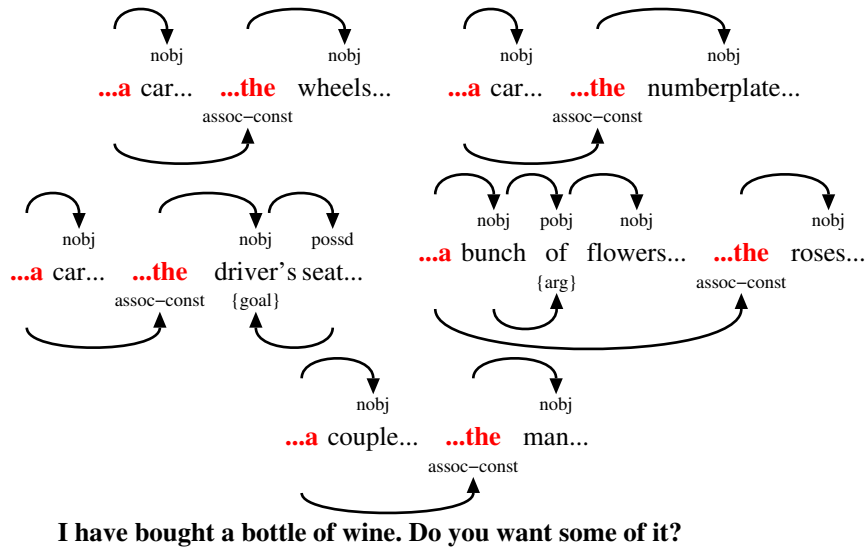 nobj nobj nobj nobj
...a car... ...the wheels... ...a car... ...the numberplate...
assoc−const assoc−const
nobj nobj possd nobj pobj nobj nobj
...a car... ...the driver's seat... ...a bunch of flowers... ...the roses...
assoc−const {goal} {arg} assoc−const
nobj nobj
...a couple... ...the man...
assoc−const
I have bought a bottle of wine. Do you want some of it?